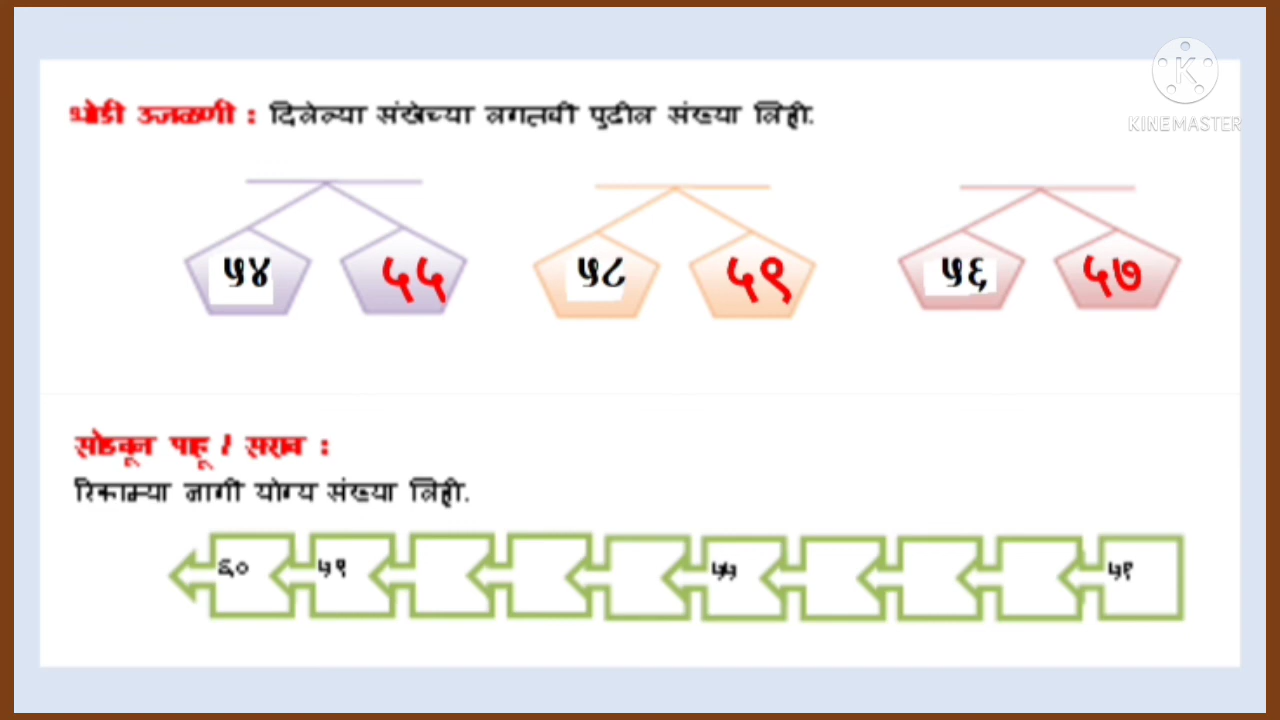 KINEMASTER
थोडी उजळणी : दिलेल्या संखेच्या लगतची पुढील संख्या लिही.
५४ ५५ ५८ ५९ ५६ ५७
सोडवून पाहू / सराव :
रिकाम्या जागी योग्य संख्या लिही.
६० ५९ ५५ ५१